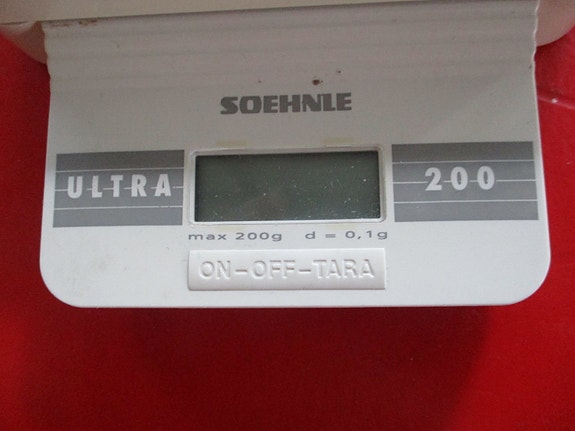 SOEHNLE
ULTRA 200
max 200g d = 0,1g
ON-OFF-TARA